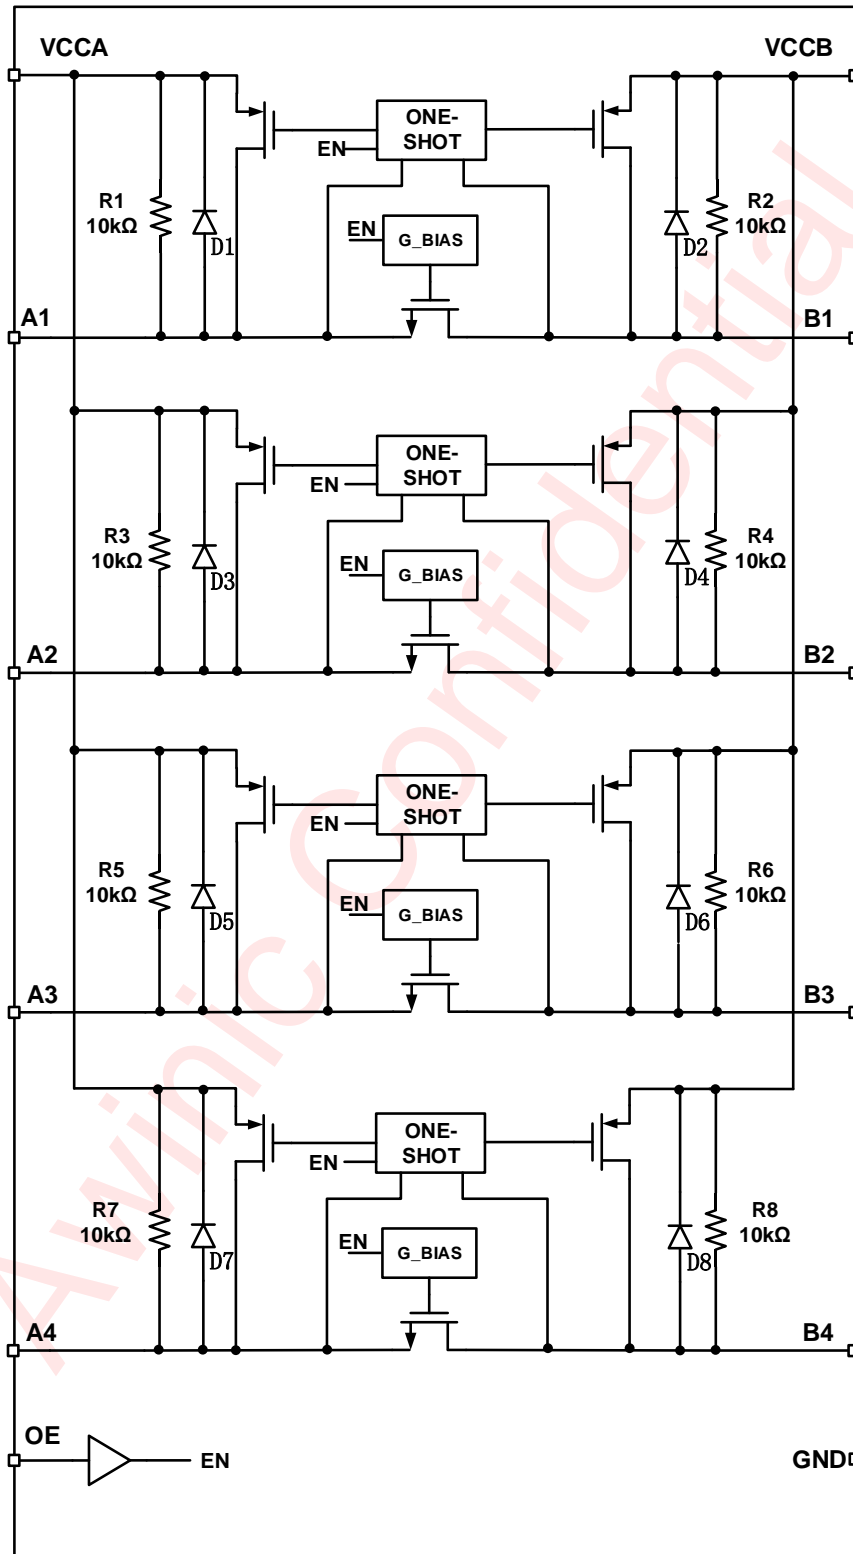 VCCA VCCB
ONE-
SHOT
EN
R1
10kΩ
D1
EN
G_BIAS
D2
R2
10kΩ
A1 B1
ONE-
SHOT
EN
R3
10kΩ
D3
EN
G_BIAS
D4
R4
10kΩ
A2 B2
ONE-
SHOT
EN
R5
10kΩ
D5
EN
G_BIAS
D6
R6
10kΩ
A3 B3
ONE-
SHOT
EN
R7
10kΩ
D7
EN
G_BIAS
D8
R8
10kΩ
A4 B4
OE
EN
GND
Awinic Confidential